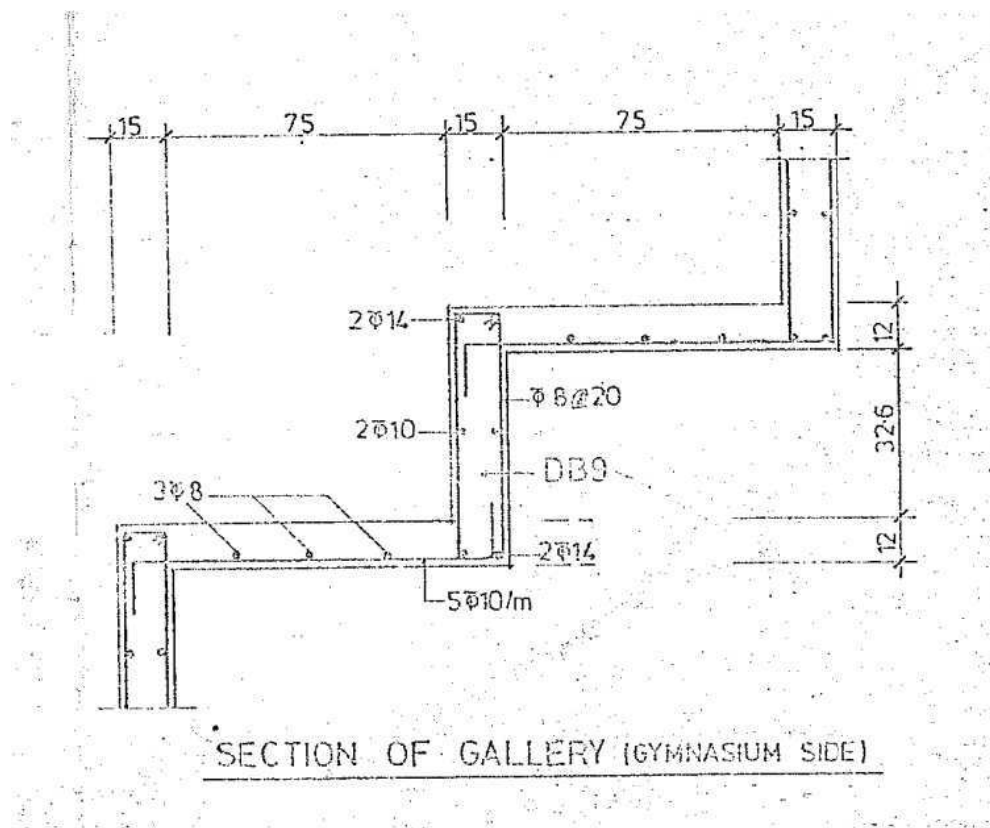 15 75 15 75 15
2Φ14
12
Φ8@20
2Φ10
32.6
DB9
3Φ8
12
2Φ14
5Φ10/m
SECTION OF GALLERY (GYMNASIUM SIDE)